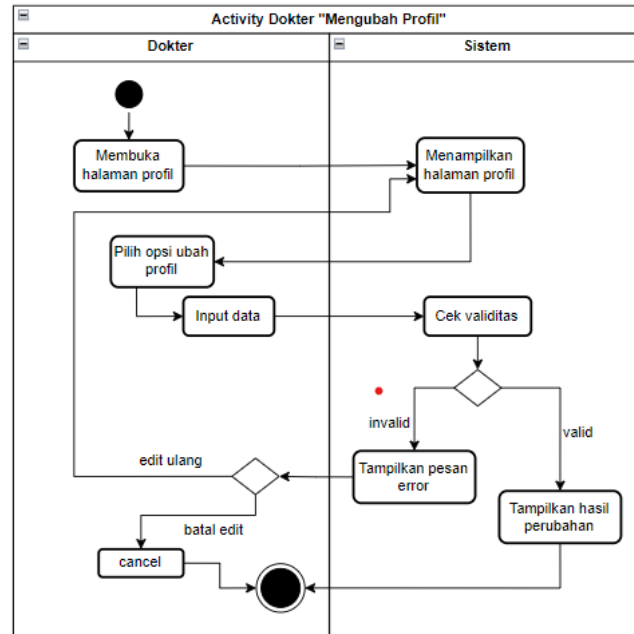 Activity Dokter "Mengubah Profil"
Dokter
Sistem
Membuka
halaman profil
Menampilkan
halaman profil
Pilih opsi ubah
profil
Input data
Cek validitas
invalid
valid
edit ulang
Tampilkan pesan
error
Tampilkan hasil
perubahan
batal edit
cancel